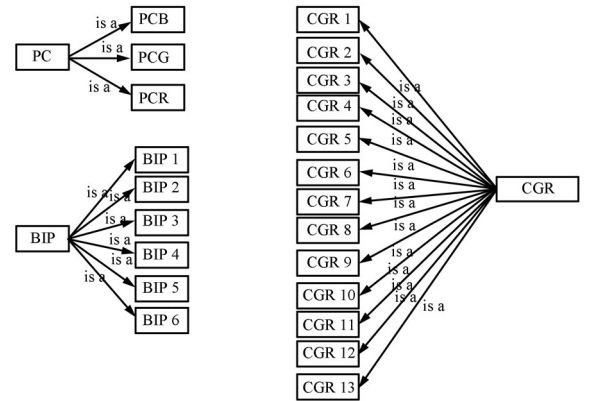 PC
is a
is a
is a
PCB
PCG
PCR
BIP
is a
is a
is a
is a
is a
is a
BIP 1
BIP 2
BIP 3
BIP 4
BIP 5
BIP 6
CGR 1
CGR 2
CGR 3
CGR 4
CGR 5
CGR 6
CGR 7
CGR 8
CGR 9
CGR 10
CGR 11
CGR 12
CGR 13
is a
is a
is a
is a
is a
is a
is a
is a
is a
is a
is a
is a
is a
CGR